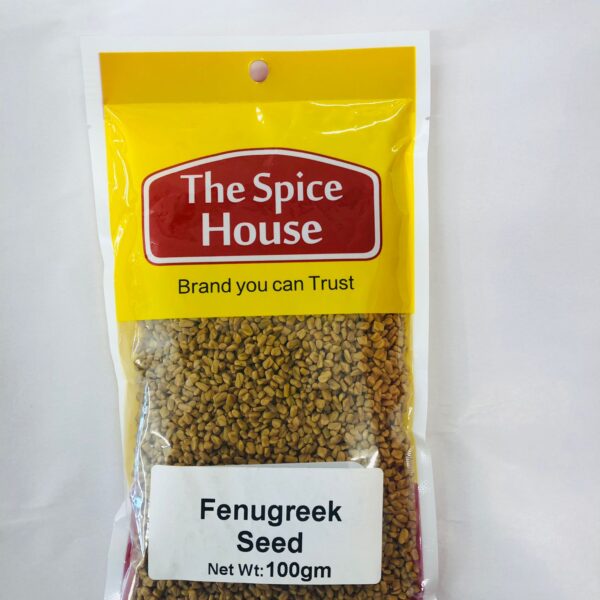 The Spice
House
Brand you can Trust
Fenugreek
Seed
Net Wt:100gm